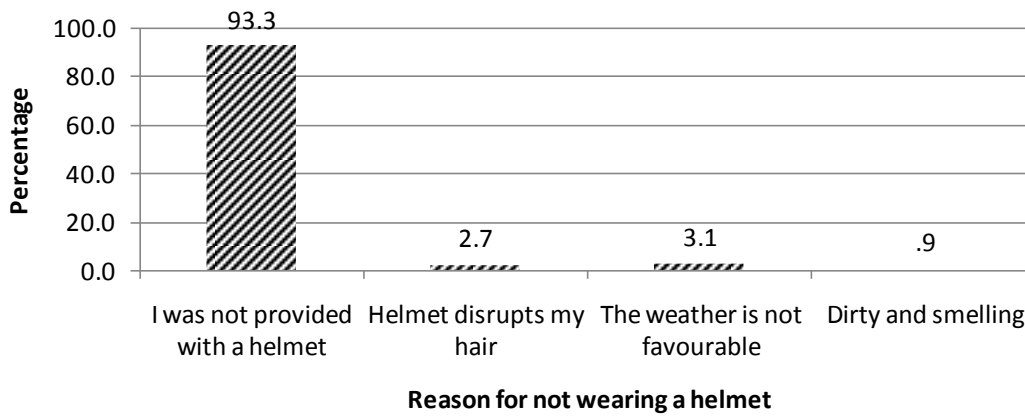 93.3
100.0
80.0
60.0
40.0
20.0
0.0
Percentage
2.7
3.1
.9
I was not provided
with a helmet
Helmet disrupts my
hair
The weather is not
favourable
Dirty and smelling
Reason for not wearing a helmet